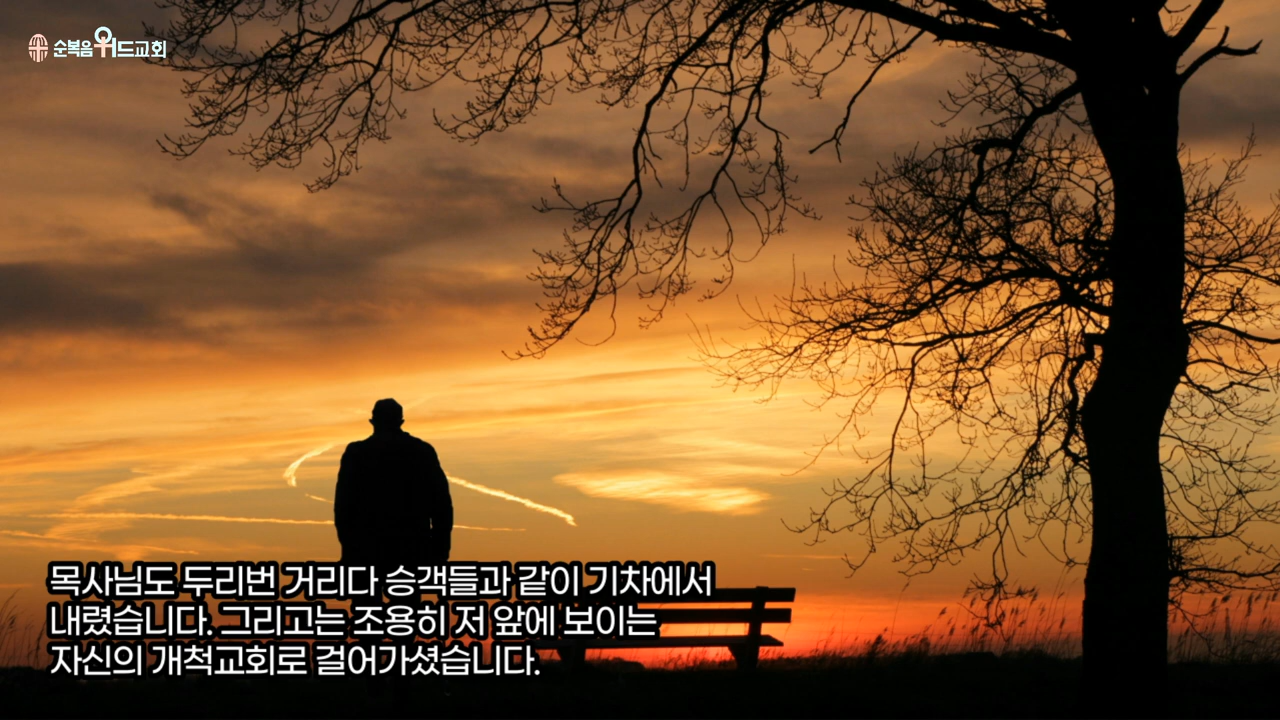 순복음위드교회
목사님도 두리번 거리다 승객들과 같이 기차에서
내렸습니다. 그리고는 조용히 저 앞에 보이는
자신의 개척교회로 걸어가셨습니다.